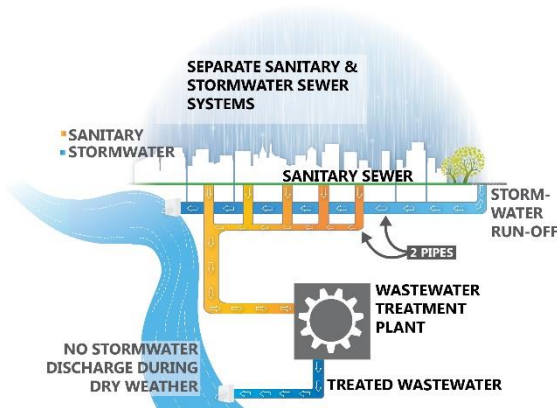 SEPARATE SANITARY &
STORMWATER SEWER
SYSTEMS
SANITARY
STORMWATER
SANITARY SEWER
STORM-
WATER
RUN-OFF
2 PIPES
WASTEWATER
TREATMENT
PLANT
NO STORMWATER
DISCHARGE DURING
DRY WEATHER
TREATED WASTEWATER